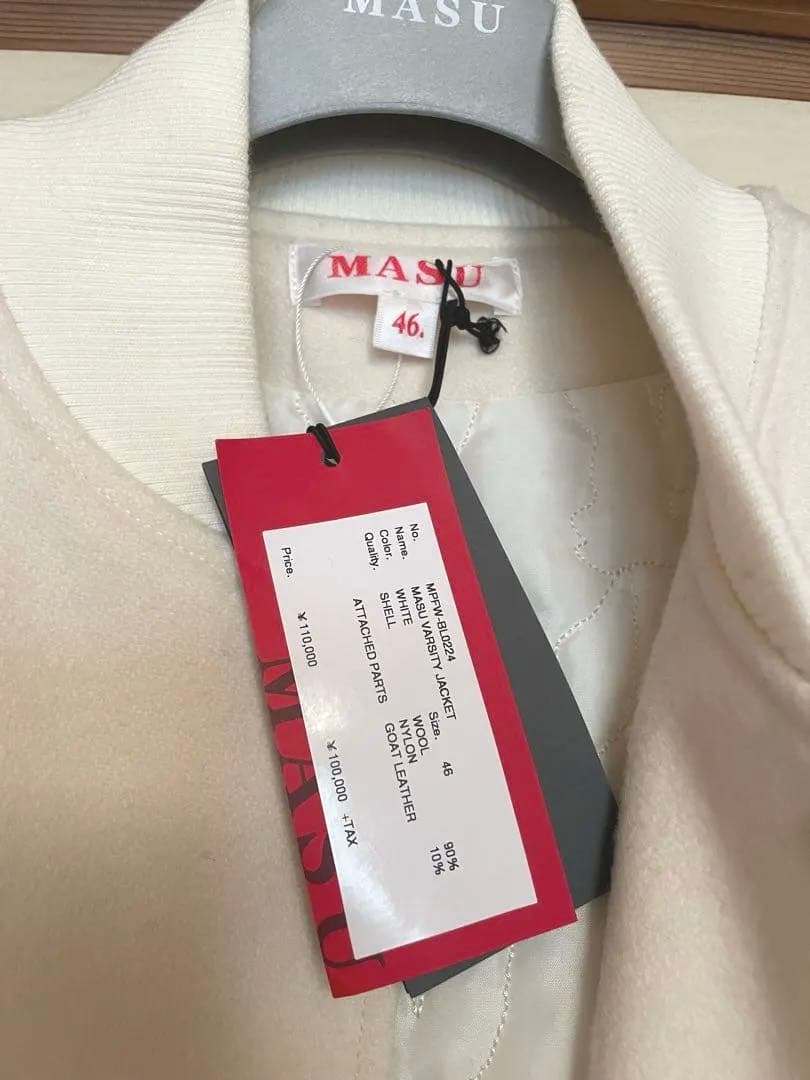 MASU
MASU
46.
No. MPFW-BL0224
Name. MASU VARSITY JACKET
Color. WHITE Size. 46
Quality. SHELL WOOL 90%
NYLON 10%
ATTACHED PARTS GOAT LEATHER
Price. ¥110,000 ¥100,000 +TAX
MASU